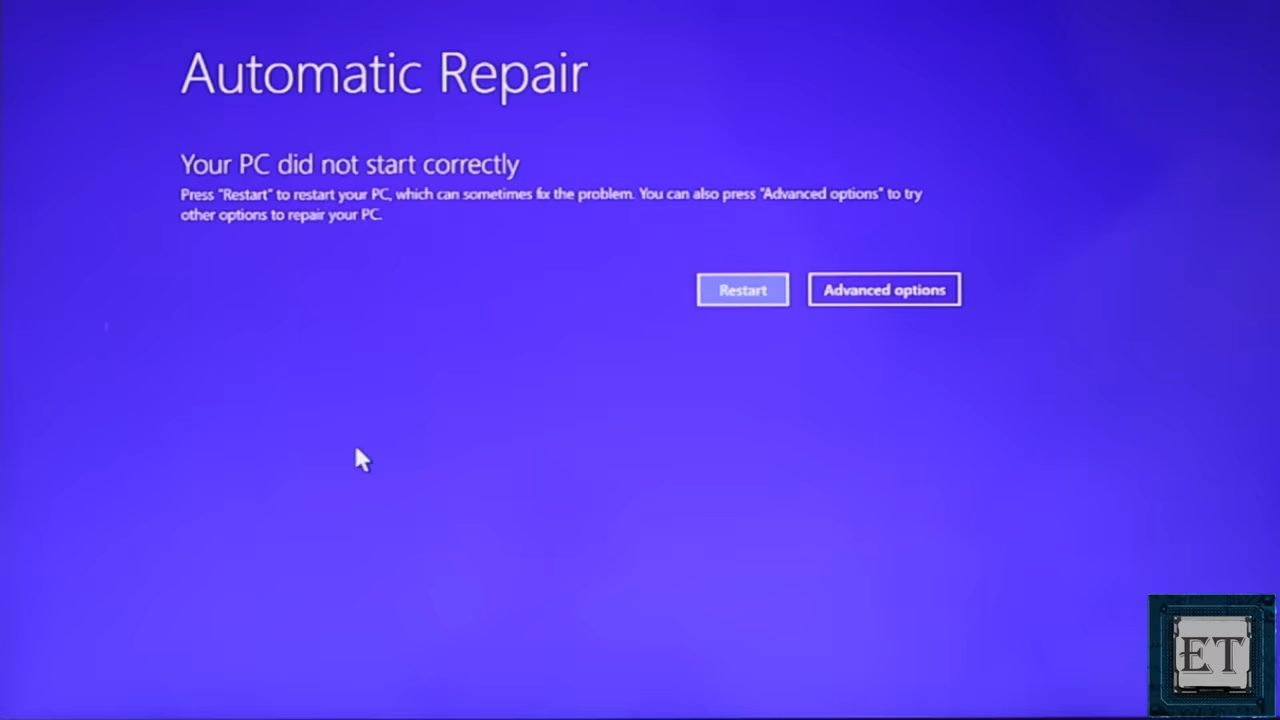 Automatic Repair
Your PC did not start correctly
Press "Restart" to restart your PC, which can sometimes fix the problem. You can also press "Advanced options" to try
other options to repair your PC.
Restart
Advanced options
ET